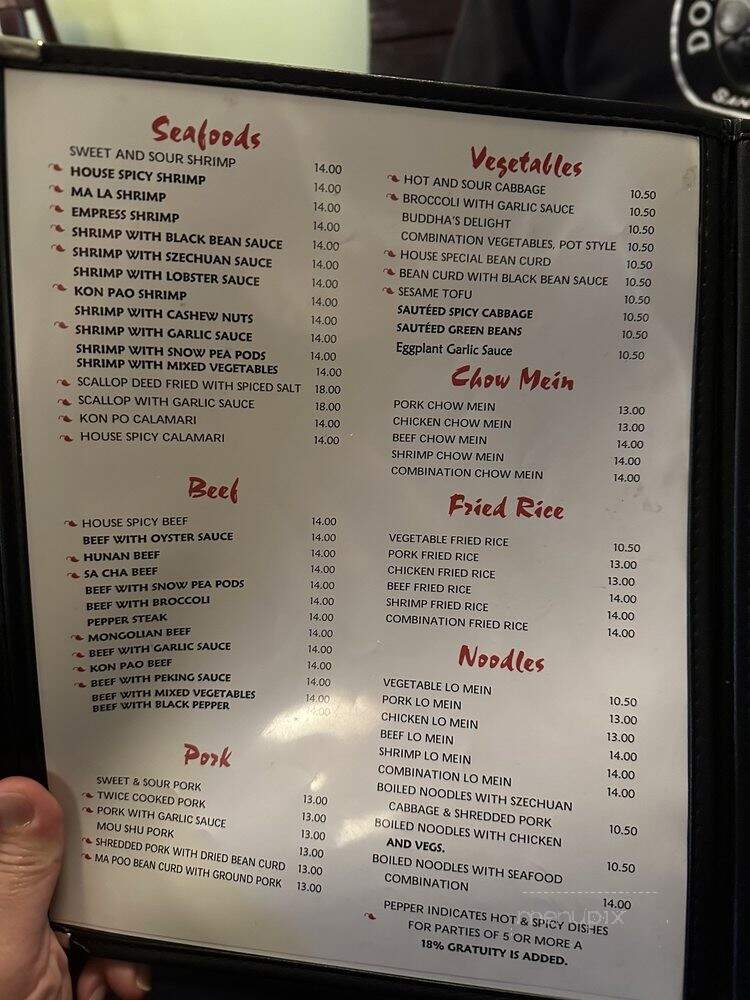 DO
SAN
Seafoods
SWEET AND SOUR SHRIMP 14.00
HOUSE SPICY SHRIMP 14.00
MA LA SHRIMP 14.00
EMPRESS SHRIMP 14.00
SHRIMP WITH BLACK BEAN SAUCE 14.00
SHRIMP WITH SZECHUAN SAUCE 14.00
SHRIMP WITH LOBSTER SAUCE 14.00
KON PAO SHRIMP 14.00
SHRIMP WITH CASHEW NUTS 14.00
SHRIMP WITH GARLIC SAUCE 14.00
SHRIMP WITH SNOW PEA PODS 14.00
SHRIMP WITH MIXED VEGETABLES 14.00
SCALLOP DEED FRIED WITH SPICED SALT 18.00
SCALLOP WITH GARLIC SAUCE 18.00
KON PO CALAMARI 14.00
HOUSE SPICY CALAMARI 14.00
Beef
HOUSE SPICY BEEF 14.00
BEEF WITH OYSTER SAUCE 14.00
HUNAN BEEF 14.00
SA CHA BEEF 14.00
BEEF WITH SNOW PEA PODS 14.00
BEEF WITH BROCCOLI 14.00
PEPPER STEAK 14.00
MONGOLIAN BEEF 14.00
BEEF WITH GARLIC SAUCE 14.00
KON PAO BEEF 14.00
BEEF WITH PEKING SAUCE 14.00
BEEF WITH MIXED VEGETABLES 14.00
BEEF WITH BLACK PEPPER 14.00
Pork
SWEET & SOUR PORK 13.00
TWICE COOKED PORK 13.00
PORK WITH GARLIC SAUCE 13.00
MOU SHU PORK 13.00
SHREDDED PORK WITH DRIED BEAN CURD 13.00
MA POO BEAN CURD WITH GROUND PORK 13.00
Vegetables
HOT AND SOUR CABBAGE 10.50
BROCCOLI WITH GARLIC SAUCE 10.50
BUDDHA'S DELIGHT 10.50
COMBINATION VEGETABLES, POT STYLE 10.50
HOUSE SPECIAL BEAN CURD 10.50
BEAN CURD WITH BLACK BEAN SAUCE 10.50
SESAME TOFU 10.50
SAUTÉED SPICY CABBAGE 10.50
SAUTÉED GREEN BEANS 10.50
Eggplant Garlic Sauce 10.50
Chow Mein
PORK CHOW MEIN 13.00
CHICKEN CHOW MEIN 13.00
BEEF CHOW MEIN 14.00
SHRIMP CHOW MEIN 14.00
COMBINATION CHOW MEIN 14.00
Fried Rice
VEGETABLE FRIED RICE 10.50
PORK FRIED RICE 13.00
CHICKEN FRIED RICE 13.00
BEEF FRIED RICE 14.00
SHRIMP FRIED RICE 14.00
COMBINATION FRIED RICE 14.00
Noodles
VEGETABLE LO MEIN 10.50
PORK LO MEIN 13.00
CHICKEN LO MEIN 13.00
BEEF LO MEIN 14.00
SHRIMP LO MEIN 14.00
COMBINATION LO MEIN 14.00
BOILED NOODLES WITH SZECHUAN
CABBAGE & SHREDDED PORK 10.50
BOILED NOODLES WITH CHICKEN
AND VEGS. 10.50
BOILED NOODLES WITH SEAFOOD
COMBINATION 14.00
PEPPER INDICATES HOT & SPICY DISHES
FOR PARTIES OF 5 OR MORE A
18% GRATUITY IS ADDED.
menupix